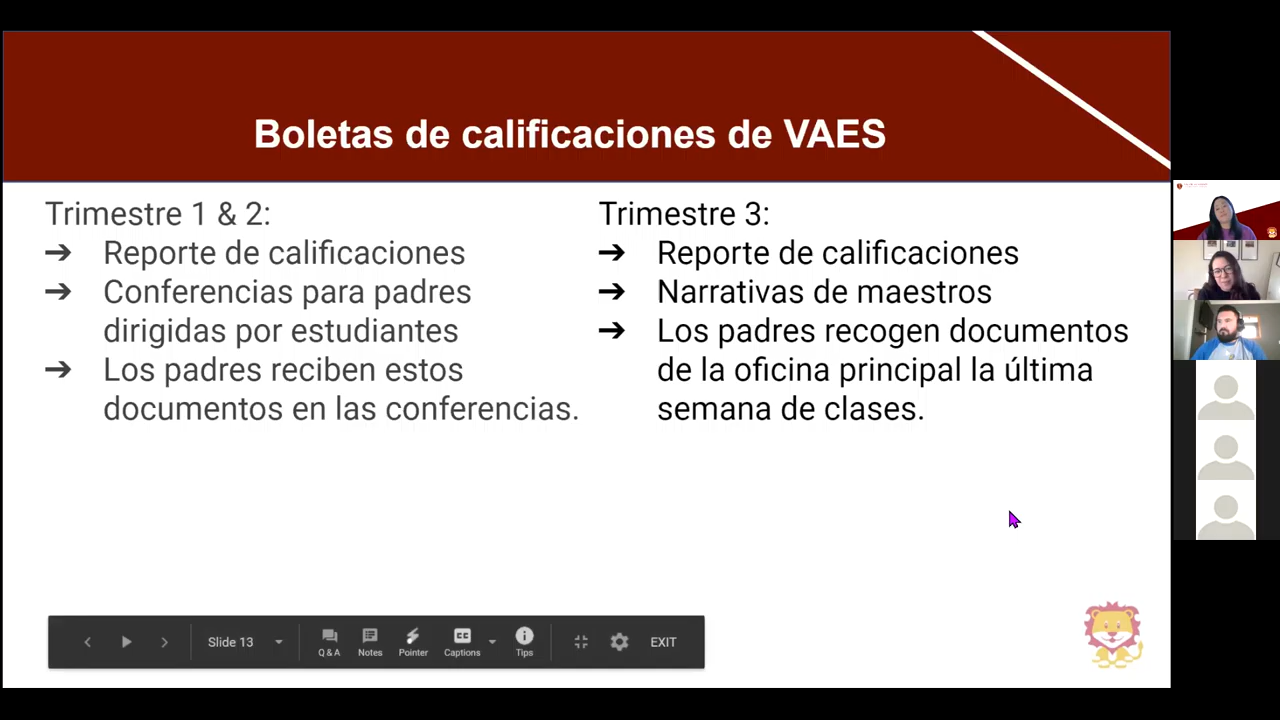 Boletas de calificaciones de VAES
Trimestre 1 & 2:
➔ Reporte de calificaciones
➔ Conferencias para padres
dirigidas por estudiantes
➔ Los padres reciben estos
documentos en las conferencias.
Trimestre 3:
➔ Reporte de calificaciones
➔ Narrativas de maestros
➔ Los padres recogen documentos
de la oficina principal la última
semana de clases.
Slide 13
Q & A
Notes
Pointer
CC
Captions
Tips
EXIT